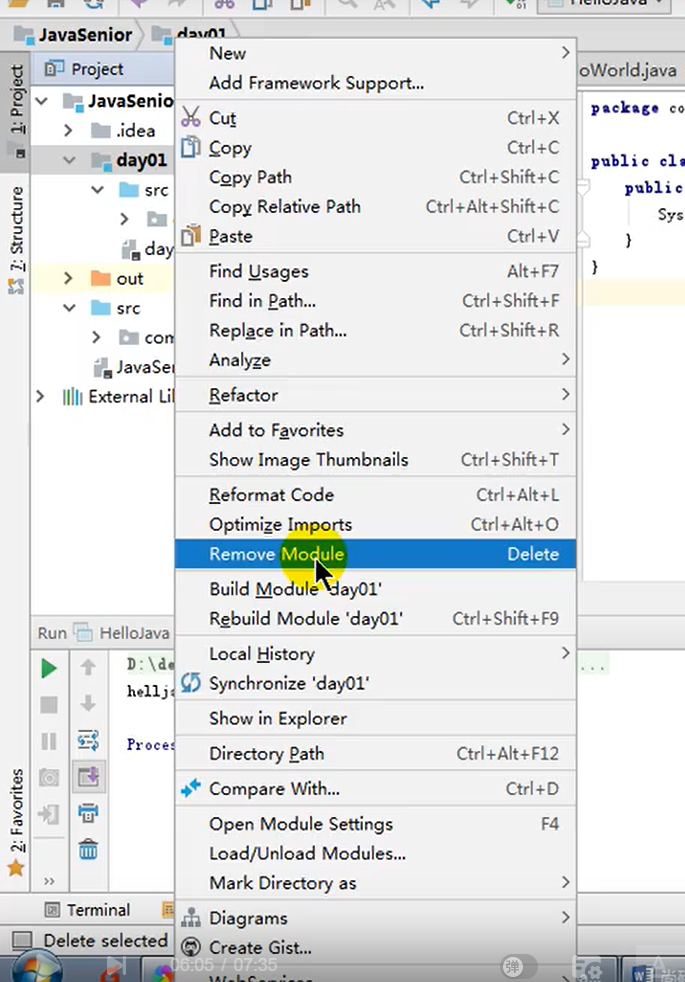 HelloJava
JavaSenior
day01
1: Project
Project
7: Structure
2: Favorites
JavaSenio
.idea
day01
src
day
out
src
com
JavaSer
External Li
New
Add Framework Support...
Cut Ctrl+X
Copy Ctrl+C
Copy Path Ctrl+Shift+C
Copy Relative Path Ctrl+Alt+Shift+C
Paste Ctrl+V
Find Usages Alt+F7
Find in Path... Ctrl+Shift+F
Replace in Path... Ctrl+Shift+R
Analyze
Refactor
Add to Favorites
Show Image Thumbnails Ctrl+Shift+T
Reformat Code Ctrl+Alt+L
Optimize Imports Ctrl+Alt+O
Remove Module Delete
Build Module 'day01'
Rebuild Module 'day01' Ctrl+Shift+F9
Local History
Synchronize 'day01'
Show in Explorer
Directory Path Ctrl+Alt+F12
Compare With... Ctrl+D
Open Module Settings F4
Load/Unload Modules...
Mark Directory as
Diagrams
Create Gist...
WebServices
oWorld.java
package co
public cla
public
Sys
}
}
Run HelloJava
D:\de
...
hellja
Proces
Terminal
Delete selected
06:05 / 07:35
弹